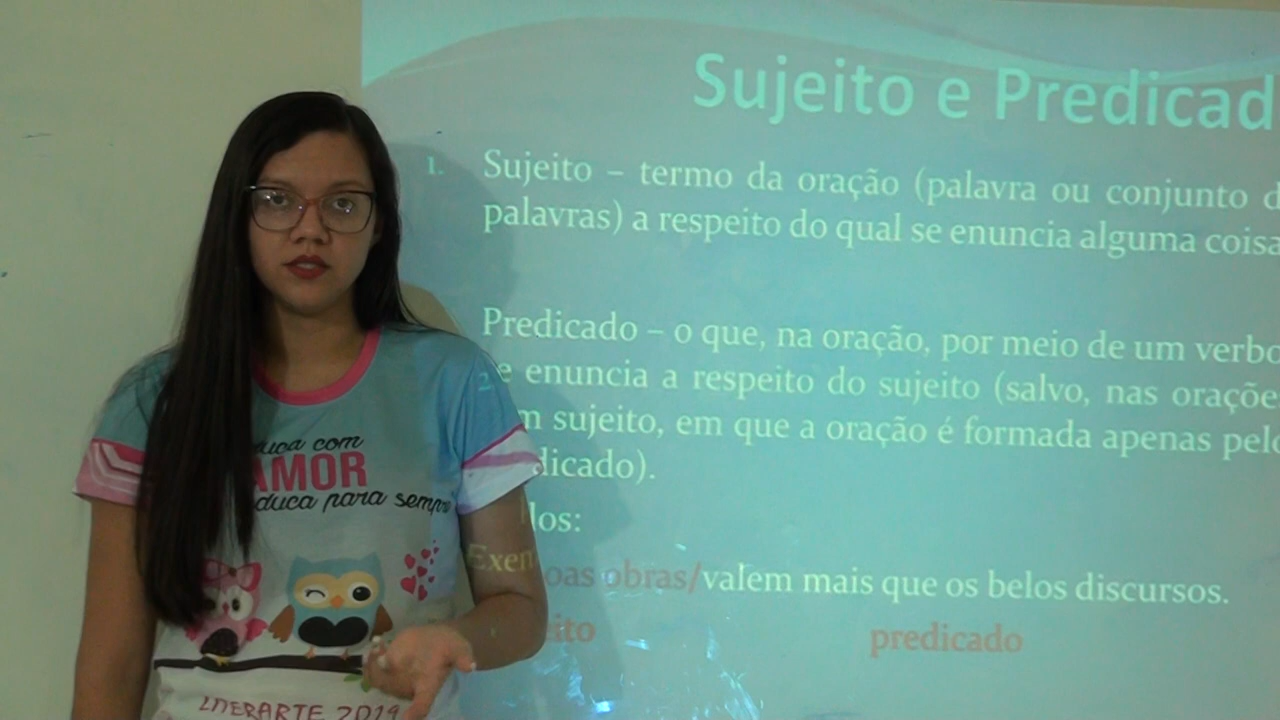 Sujeito e Predicad
1. Sujeito – termo da oração (palavra ou conjunto d
palavras) a respeito do qual se enuncia alguma coisa
Predicado – o que, na oração, por meio de um verbo
2 e enuncia a respeito do sujeito (salvo, nas oraçõe
m sujeito, em que a oração é formada apenas pelo
dicado).
Exem los:
oas obras/valem mais que os belos discursos.
eito predicado
duca com
AMOR
duca para sempre
LITERARTE 2019